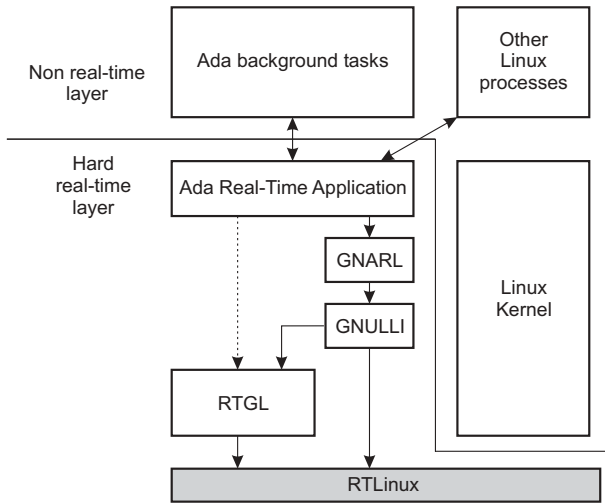 Ada background tasks
Other
Linux
processes
Non real-time
layer
Hard
real-time
layer
Ada Real-Time Application
GNARL
Linux
Kernel
GNULLI
RTGL
RTLinux